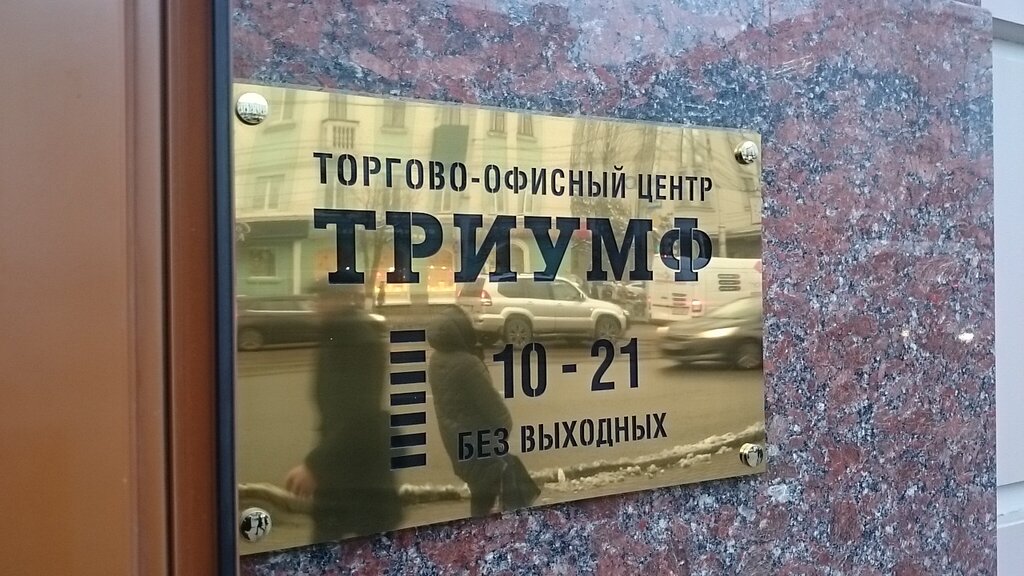 ТОРГОВО-ОФИСНЫЙ ЦЕНТР
ТРИУМФ
10 - 21
БЕЗ ВЫХОДНЫХ